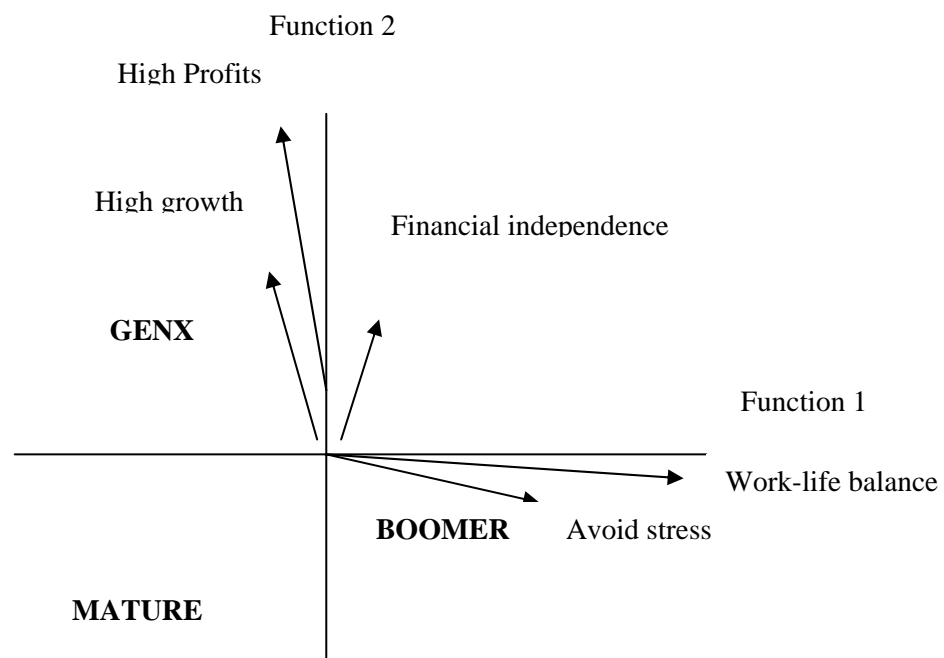 Function 2
High Profits
High growth
Financial independence
GENX
Function 1
Work-life balance
BOOMER
Avoid stress
MATURE